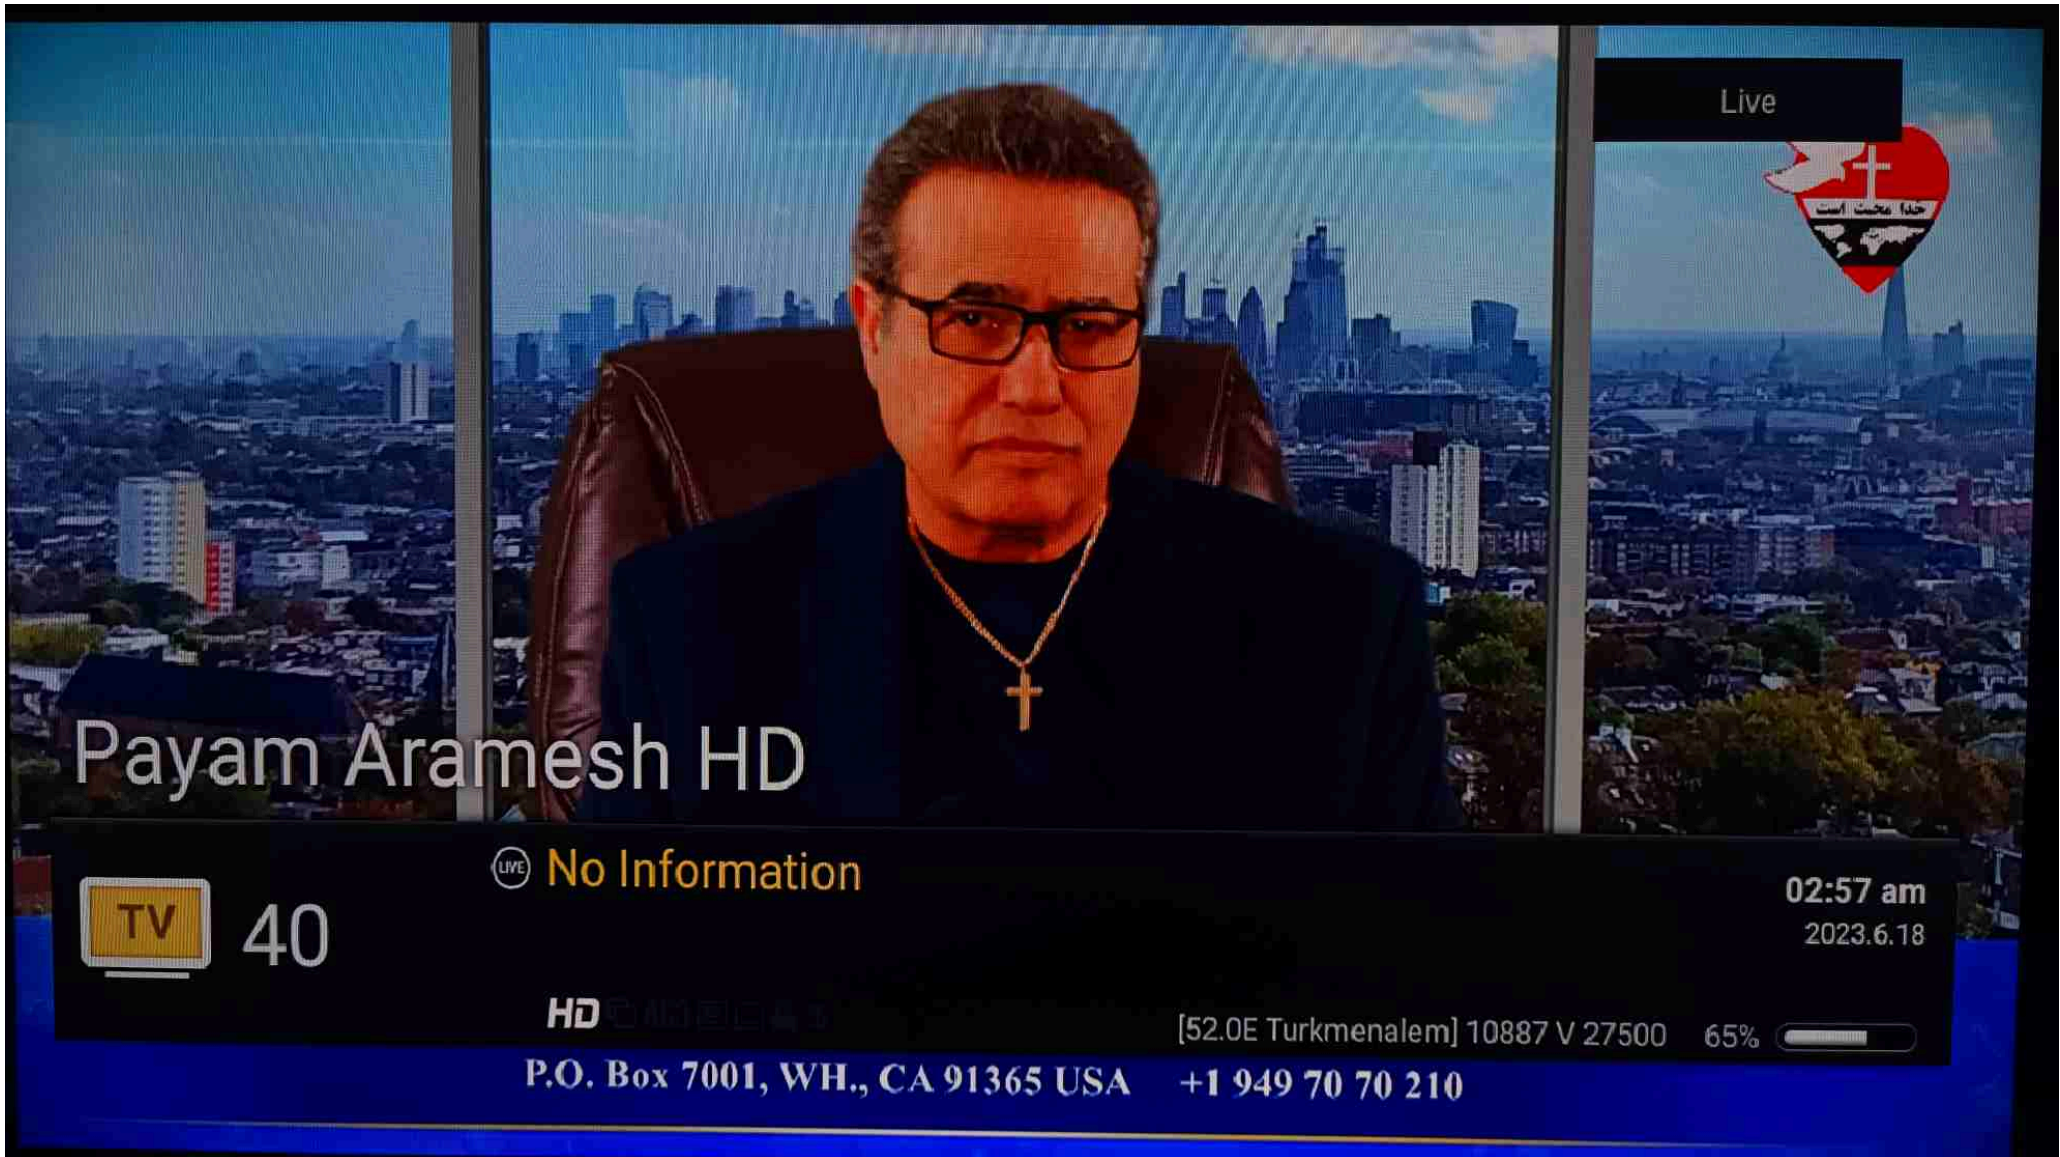 Live
خدا محبت است
Payam Aramesh HD
LIVE No Information
TV 40
02:57 am
2023.6.18
HD
[52.0E Turkmenalem] 10887 V 27500 65%
P.O. Box 7001, WH., CA 91365 USA +1 949 70 70 210